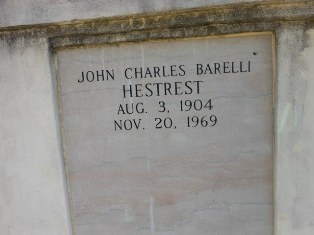 JOHN CHARLES BARELLI
HESTREST
AUG. 3, 1904
NOV. 20, 1969